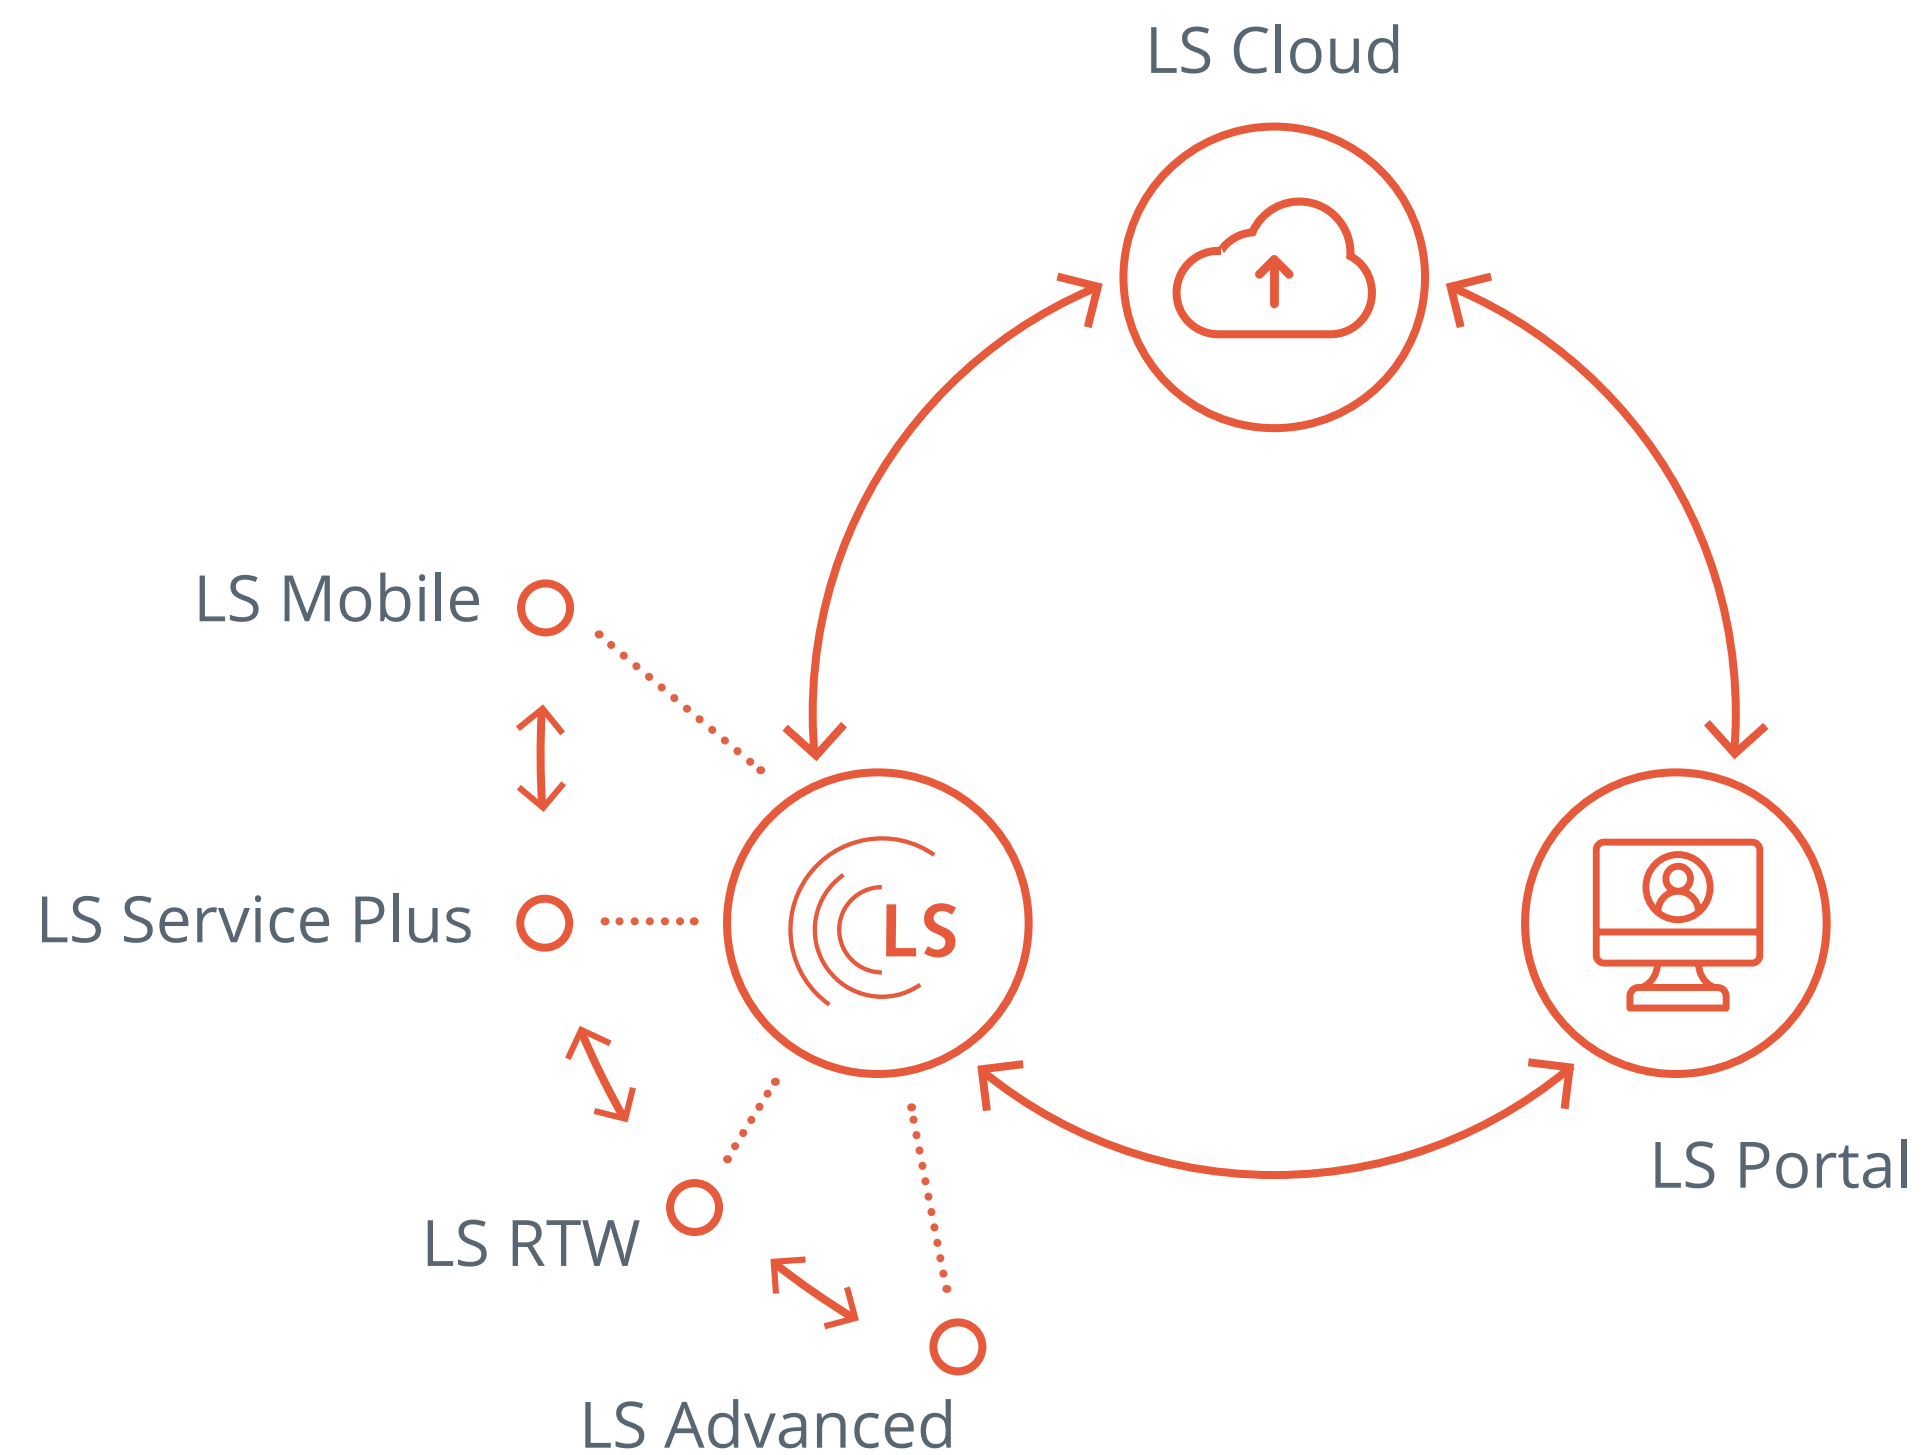 LS Cloud
LS Mobile
LS Service Plus
LS
LS Portal
LS RTW
LS Advanced